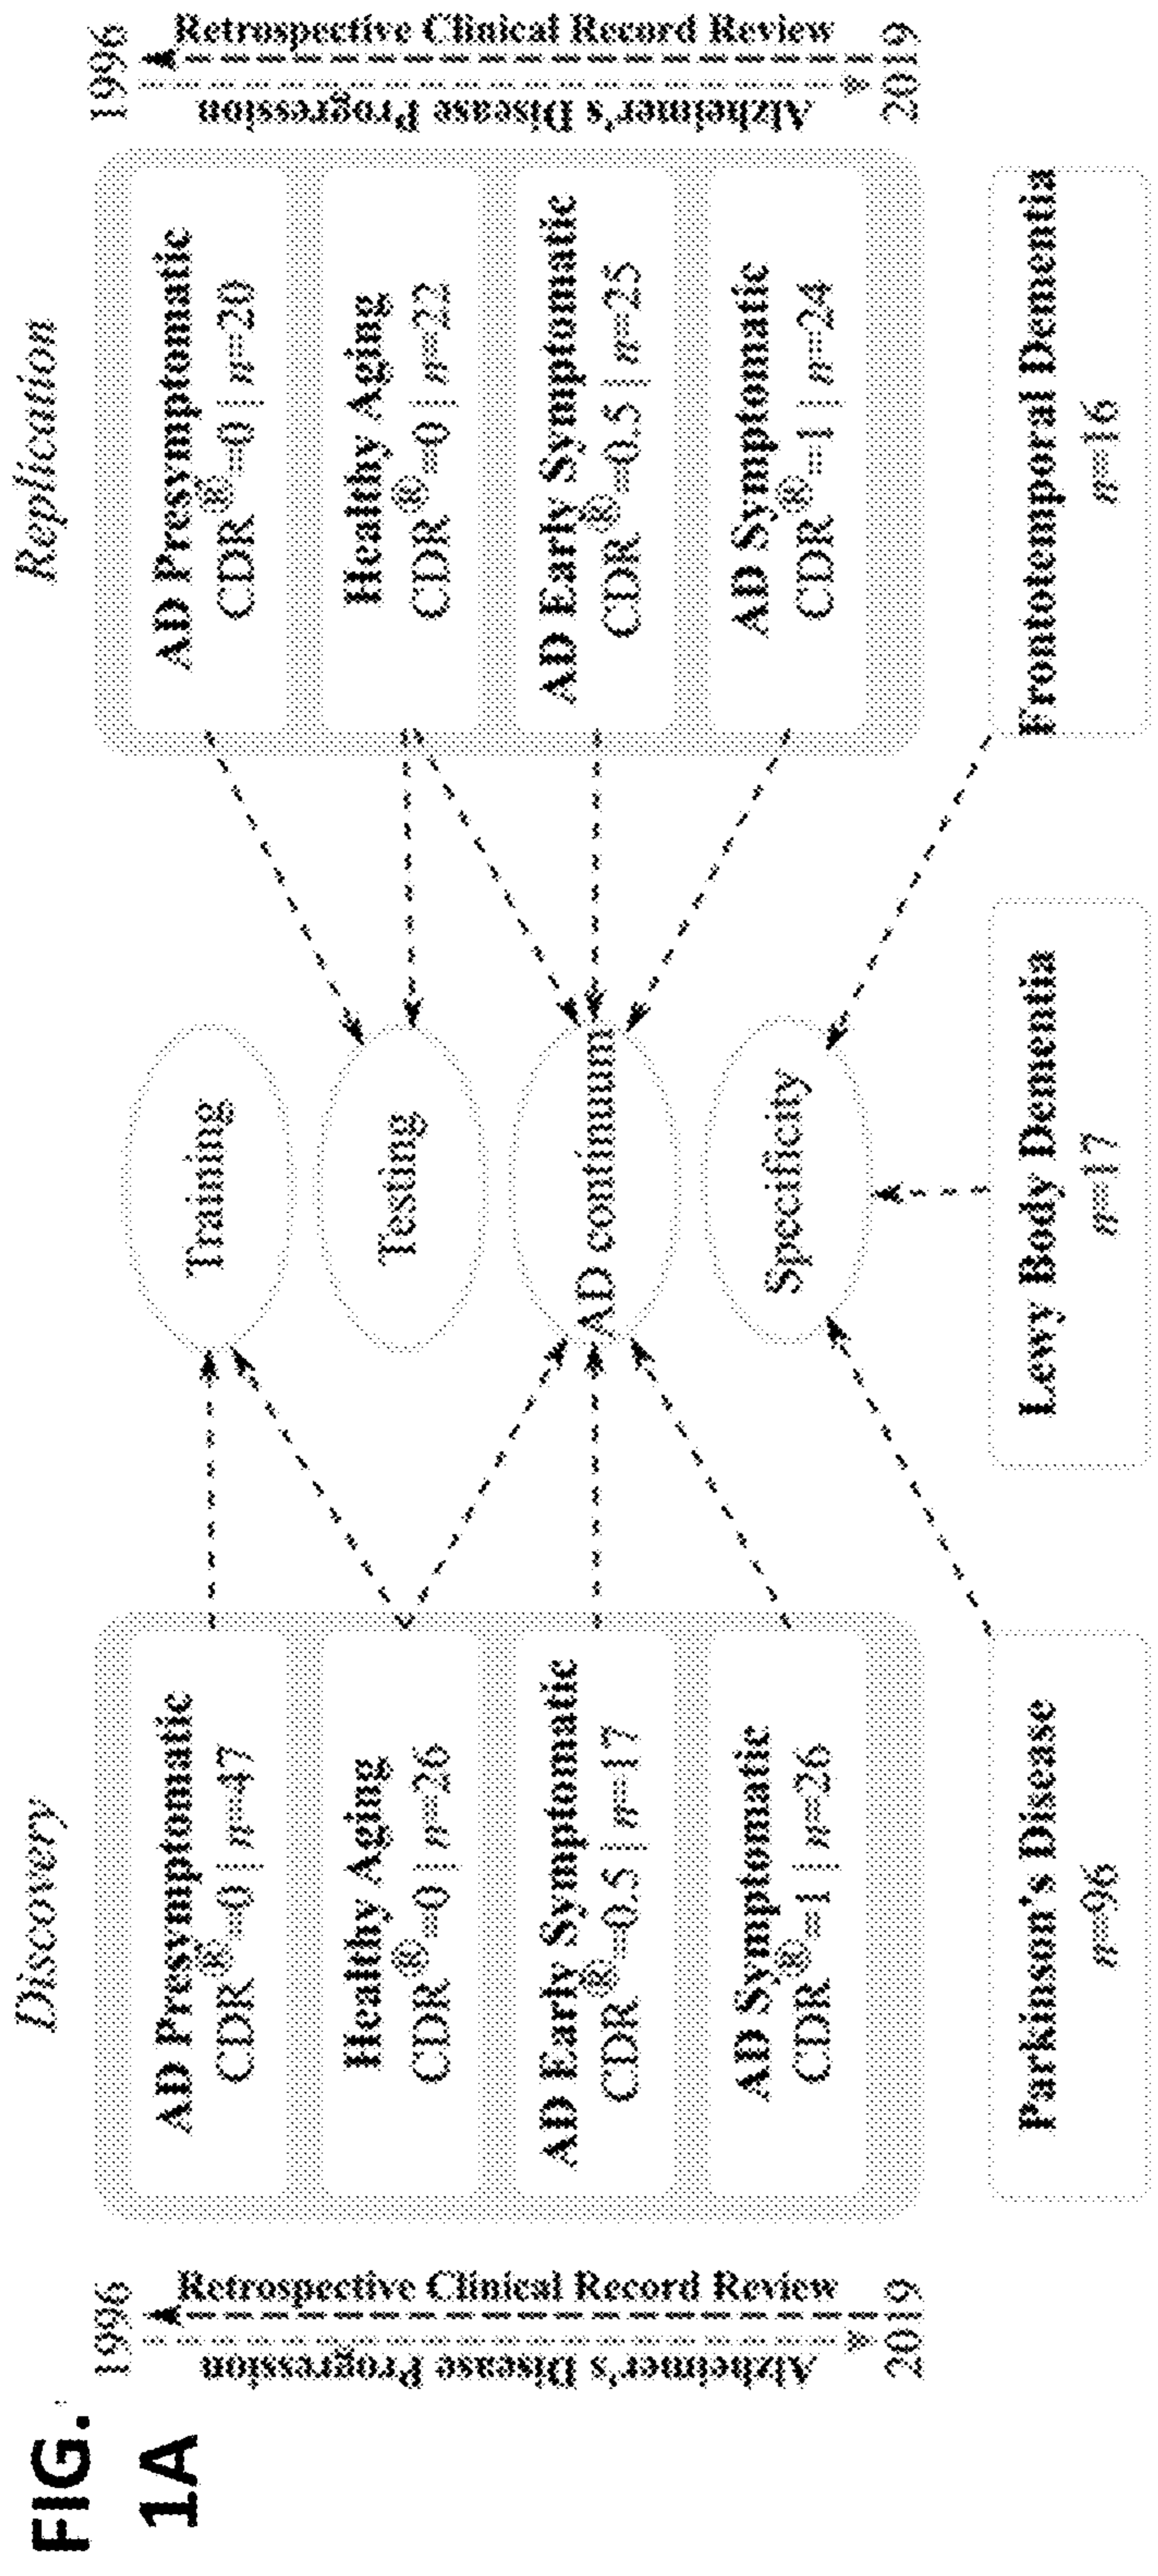 FIG.
1A
Discovery
Replication
1996
Alzheimer's Disease Progression
Retrospective Clinical Record Review
2019
AD Presymptomatic
CDR®=0 | n=47
Healthy Aging
CDR®=0 | n=26
AD Early Symptomatic
CDR®=0.5 | n=17
AD Symptomatic
CDR®=1 | n=26
Training
Testing
AD continuum
Specificity
AD Presymptomatic
CDR®=0 | n=20
Healthy Aging
CDR®=0 | n=22
AD Early Symptomatic
CDR®=0.5 | n=25
AD Symptomatic
CDR®=1 | n=24
1996
Alzheimer's Disease Progression
Retrospective Clinical Record Review
2019
Parkinson's Disease
n=96
Lewy Body Dementia
n=17
Frontotemporal Dementia
n=16